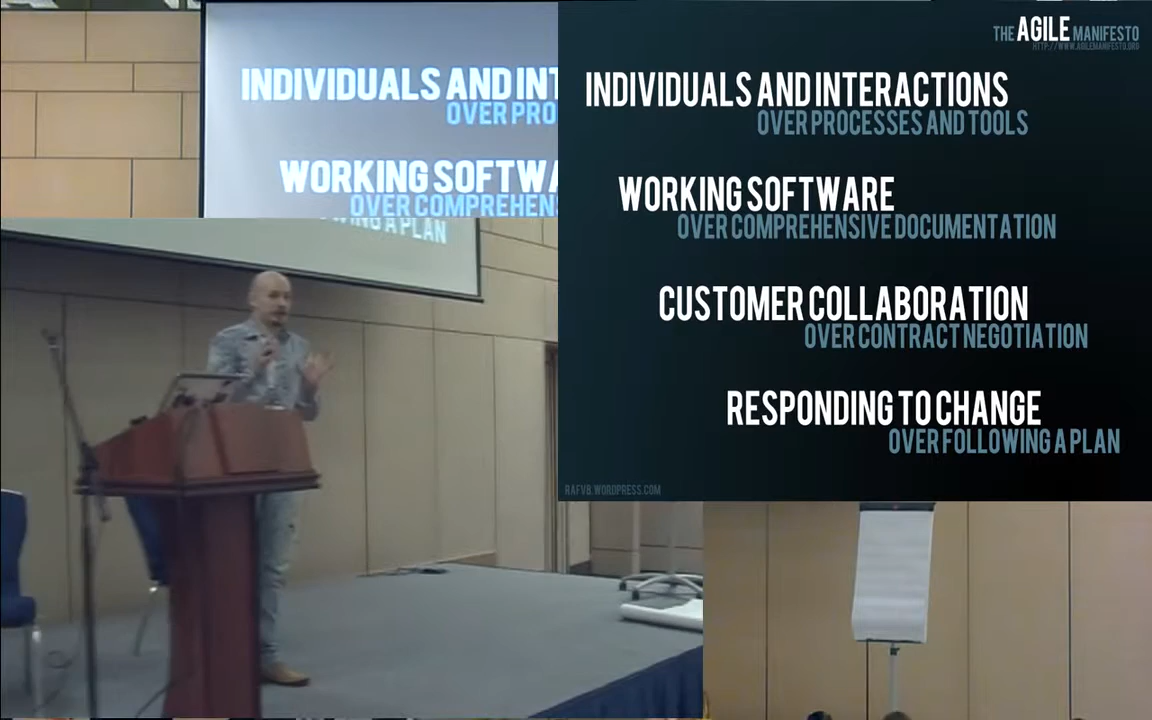 THE AGILE MANIFESTO
HTTP://WWW.AGILEMANIFESTO.ORG
INDIVIDUALS AND INT
OVER PRO
WORKING SOFTWA
OVER COMPREHENS
WING A PLAN
INDIVIDUALS AND INTERACTIONS
OVER PROCESSES AND TOOLS
WORKING SOFTWARE
OVER COMPREHENSIVE DOCUMENTATION
CUSTOMER COLLABORATION
OVER CONTRACT NEGOTIATION
RESPONDING TO CHANGE
OVER FOLLOWING A PLAN
RAFVB.WORDPRESS.COM